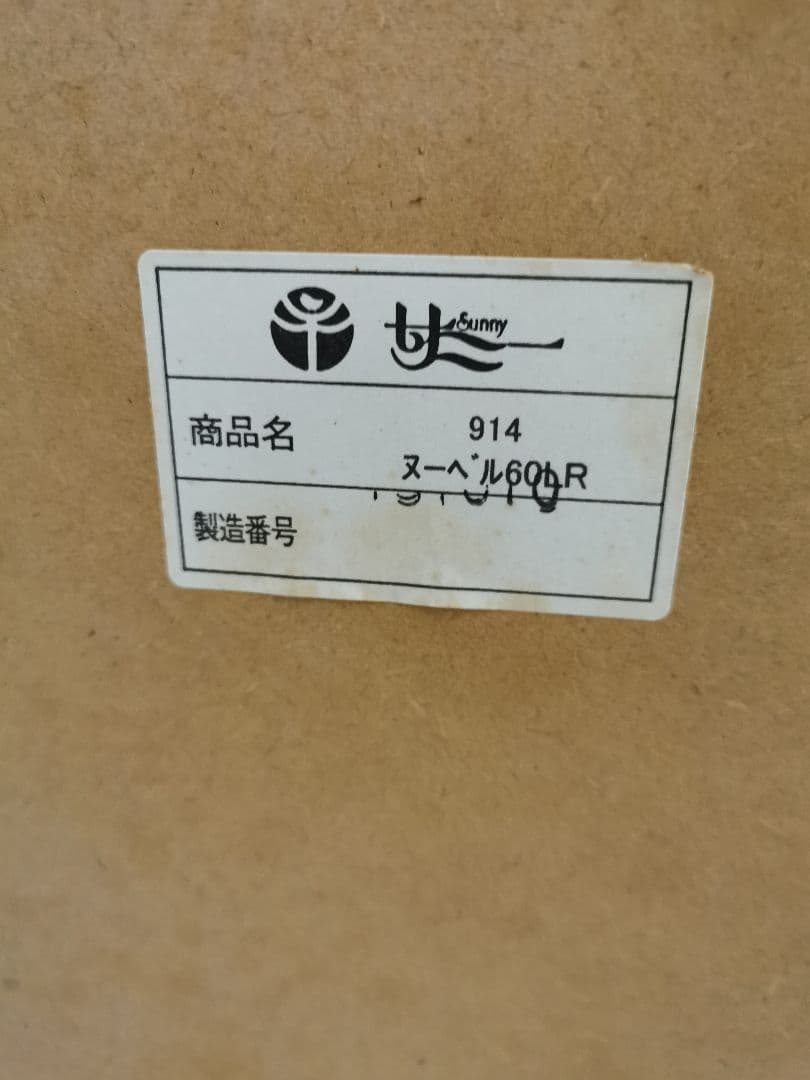 サニー Sunny
商品名 914
ヌーベル60LR
製造番号